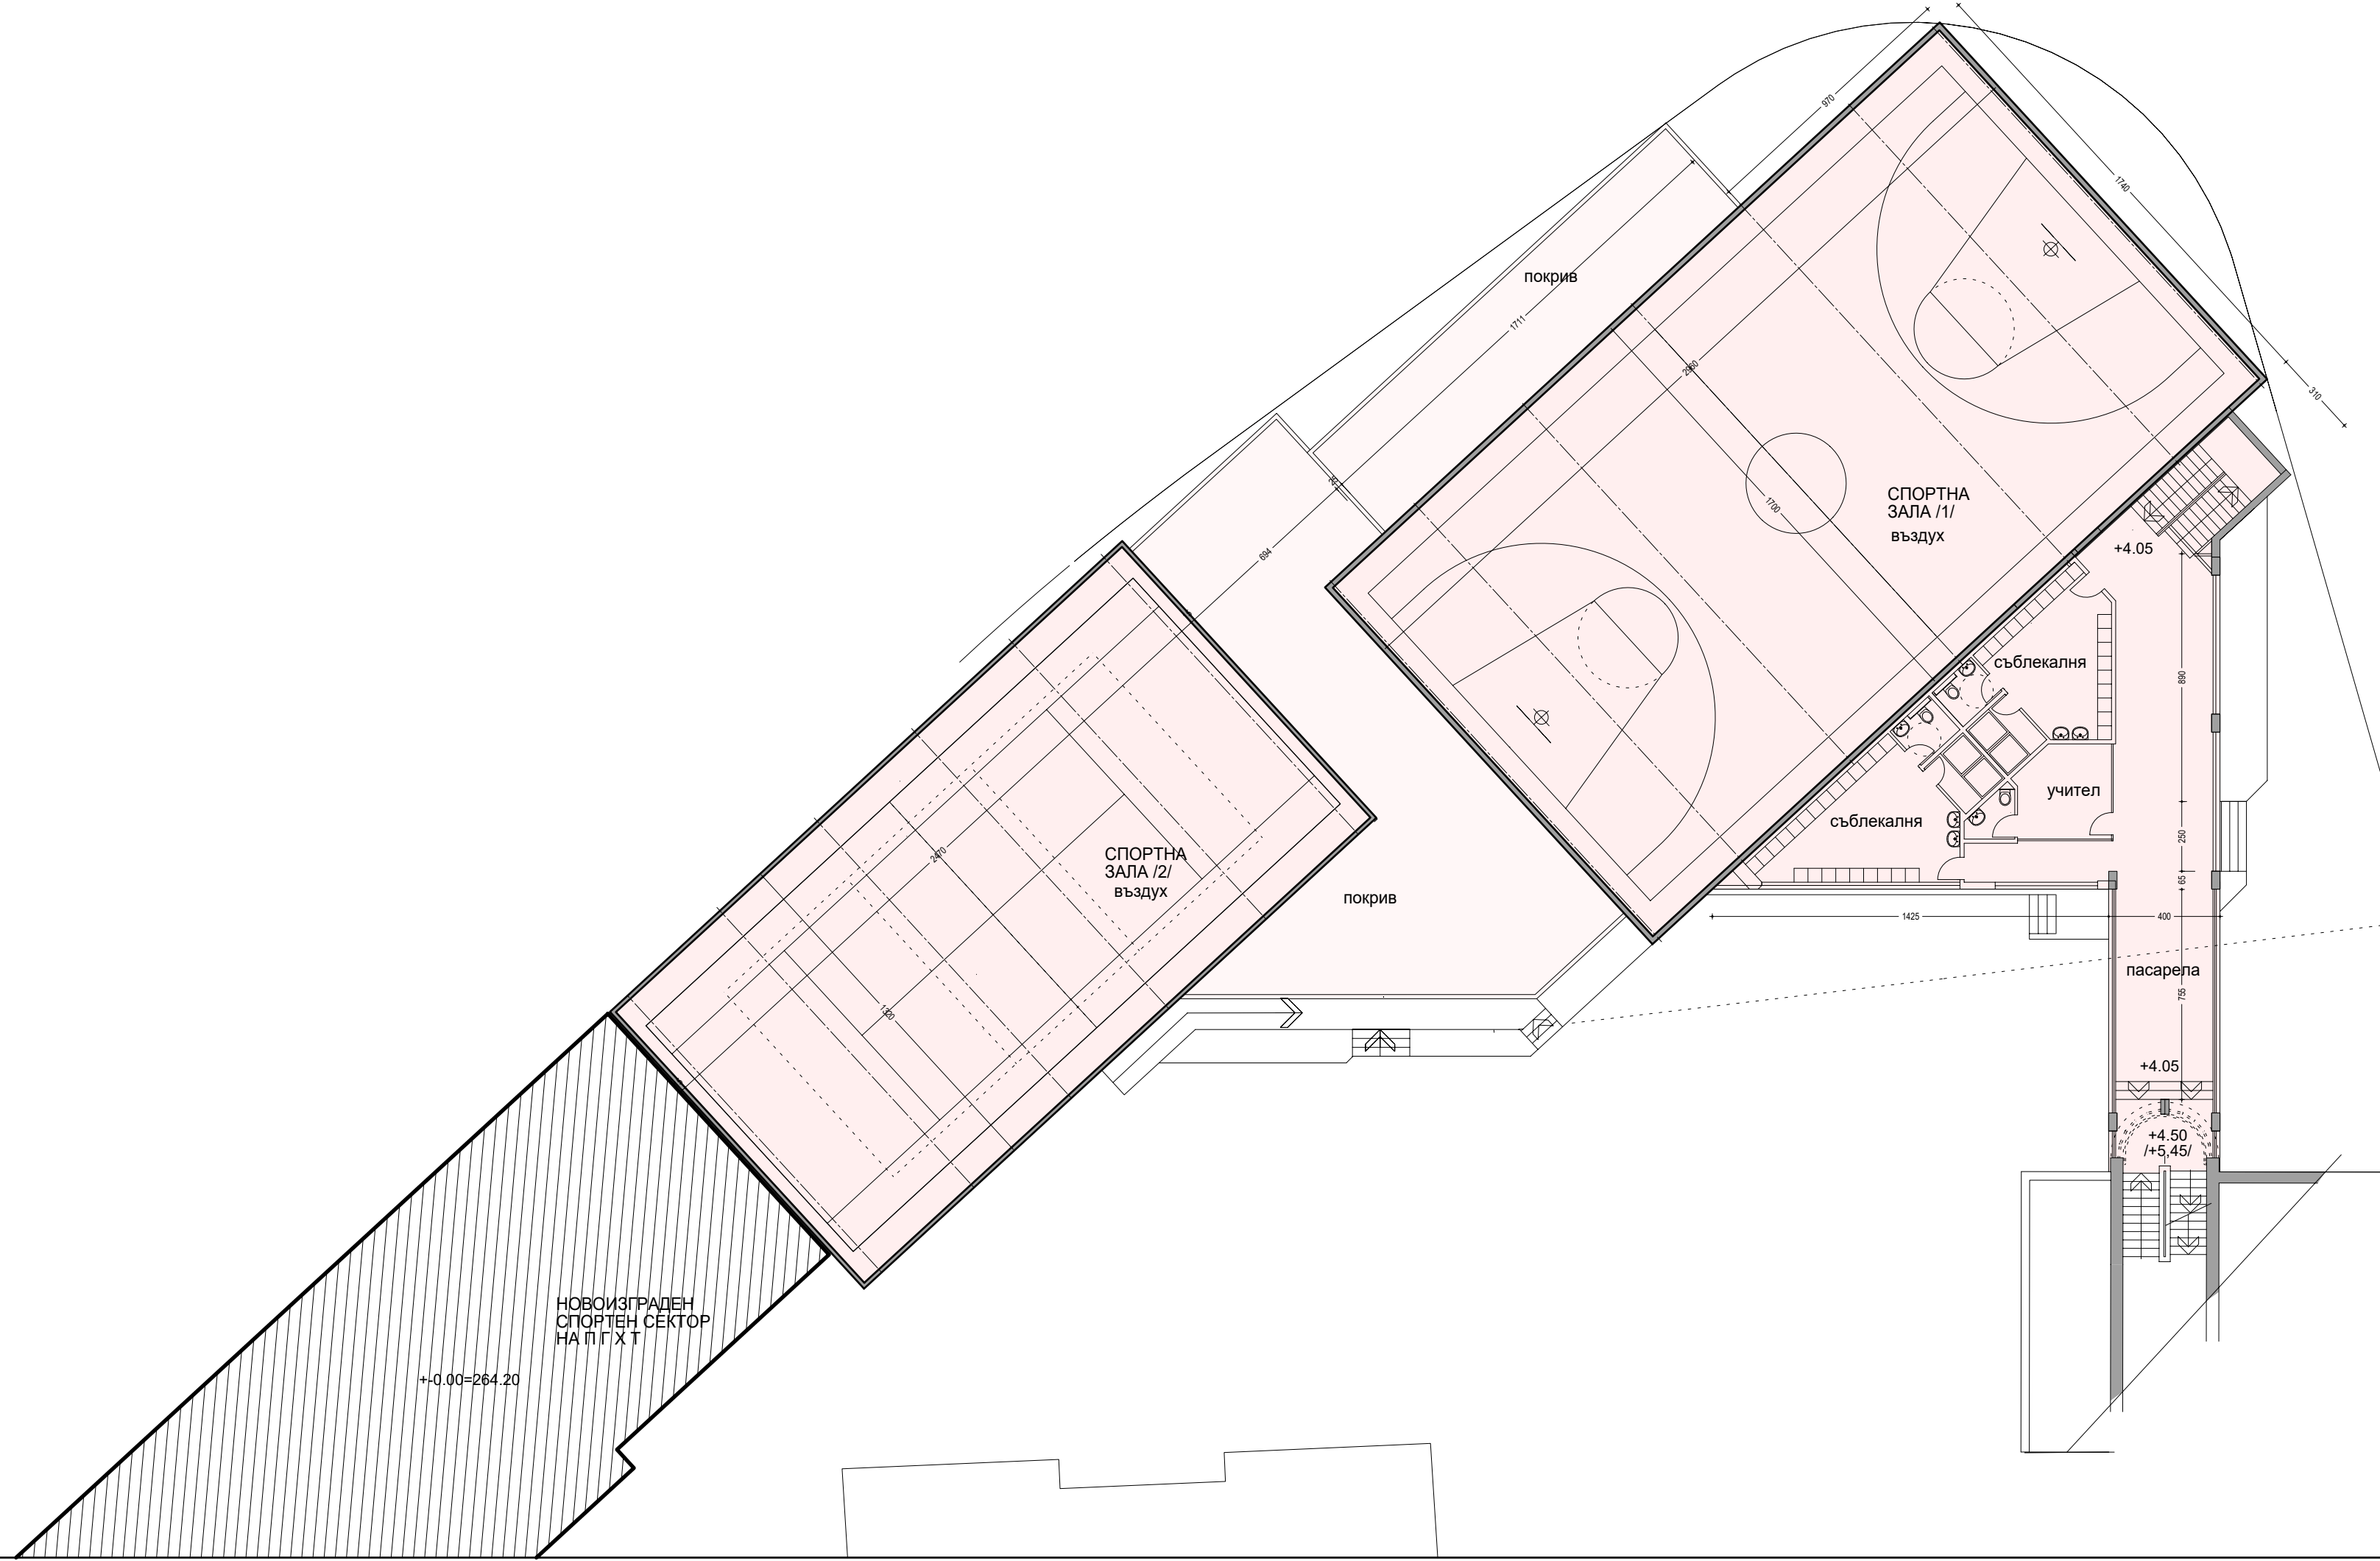 970
1740
310
покрив
1711
2960
24
694
1700
СПОРТНА
ЗАЛА /1/
въздух
+4.05
890
съблекалня
учител
съблекалня
250
65
1425
400
2470
СПОРТНА
ЗАЛА /2/
въздух
покрив
1320
пасарела
755
+4.05
+4.50
/+5,45/
НОВОИЗГРАДЕН
СПОРТЕН СЕКТОР
НА П Г Х Т
+-0.00=264.20